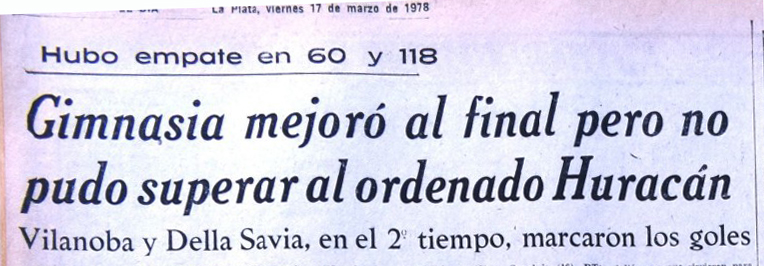 La Plata, viernes 17 de marzo de 1978
Hubo empate en 60 y 118
Gimnasia mejoró al final pero no
pudo superar al ordenado Huracán
Vilanoba y Della Savia, en el 2º tiempo, marcaron los goles